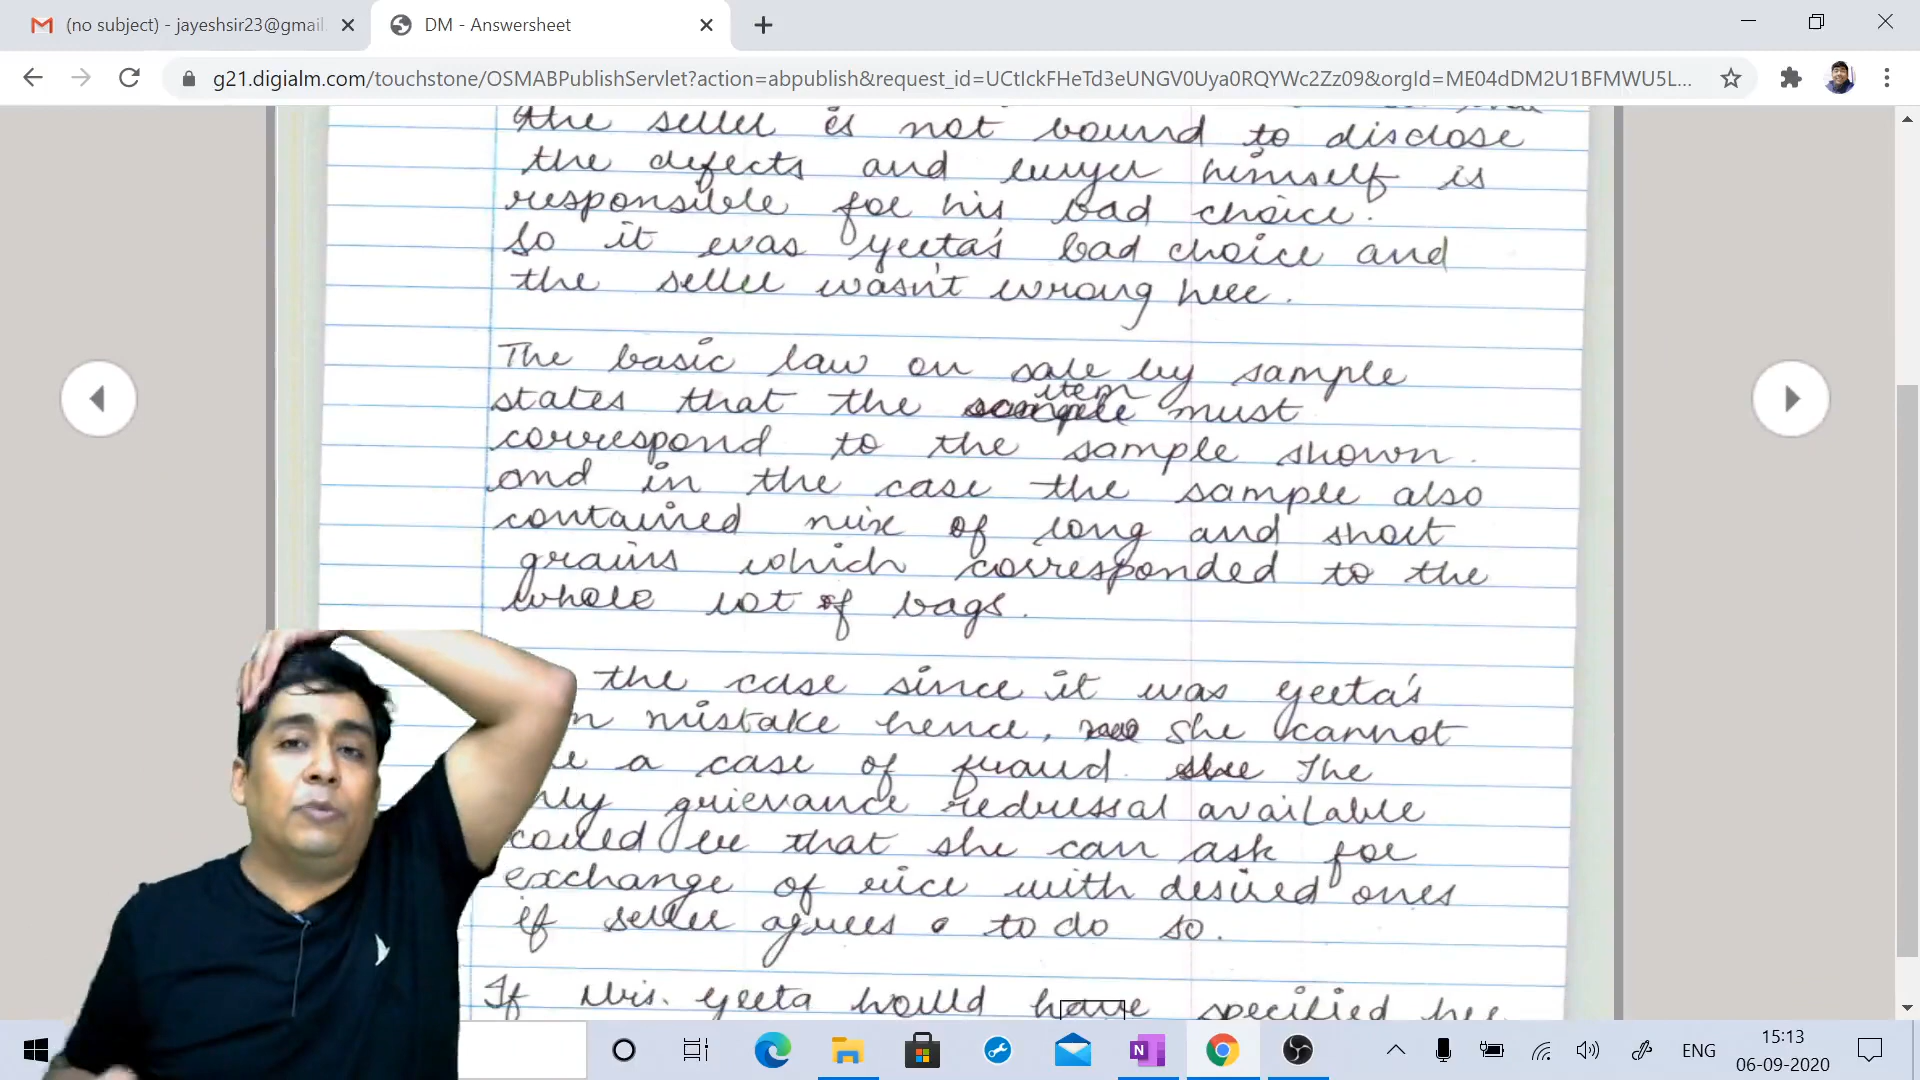 (no subject) - jayeshsir23@gmail.
DM - Answersheet
g21.digialm.com/touchstone/OSMABPublishServlet?action=abpublish&request_id=UCtIckFHeTd3eUNGV0Uya0RQYWc2Zz09&orgId=ME04dDM2U1BFMWU5L...
the seller is not bound to disclose
the defects and buyer himself is
responsible for his bad choice.
So it was Geeta's bad choice and
the seller wasn't wrong here.
The basic law on sale by sample
states that the item must
correspond to the sample shown.
and in the case the sample also
contained mix of long and short
grains which corresponded to the
whole lot of bags.
the case since it was Geeta's
mistake hence, she cannot
a case of fraud. The
grievance redressal available
could be that she can ask for
exchange of rice with desired ones
if seller agrees to do so.
If Mrs. Geeta would have specified her
ENG
15:13
06-09-2020